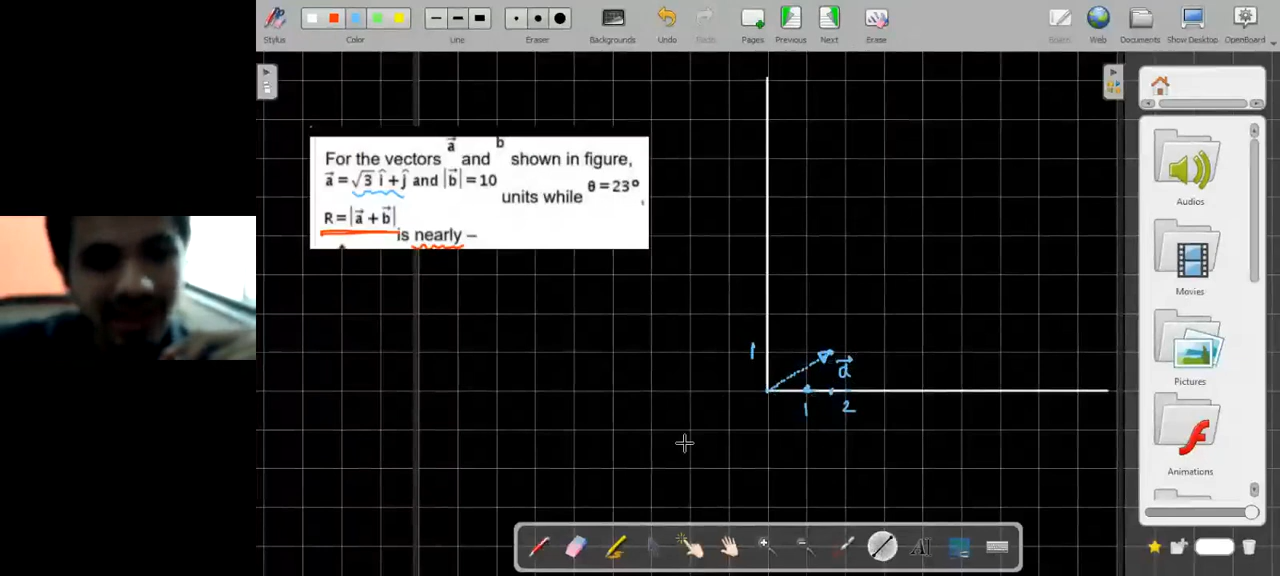 Stylus
Color
Line
Eraser
Backgrounds
Undo
Redo
Pages
Previous
Next
Erase
Board
Web
Documents
Show Desktop
OpenBoard
For the vectors a⃗ and b shown in figure,
a⃗ = √3 î + ĵ and |b⃗| = 10 units while θ = 23°,
R = |a⃗ + b⃗| is nearly –
1
a⃗
1 2
Audios
Movies
Pictures
Animations
AI